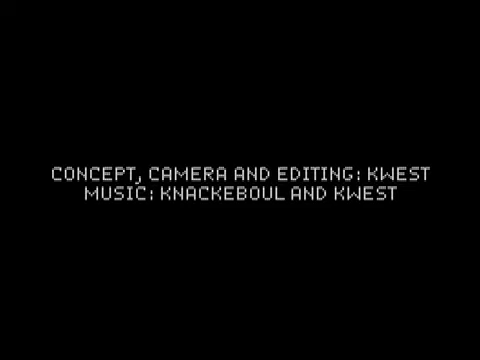 CONCEPT, CAMERA AND EDITING: KWEST
MUSIC: KNACKEBOUL AND KWEST